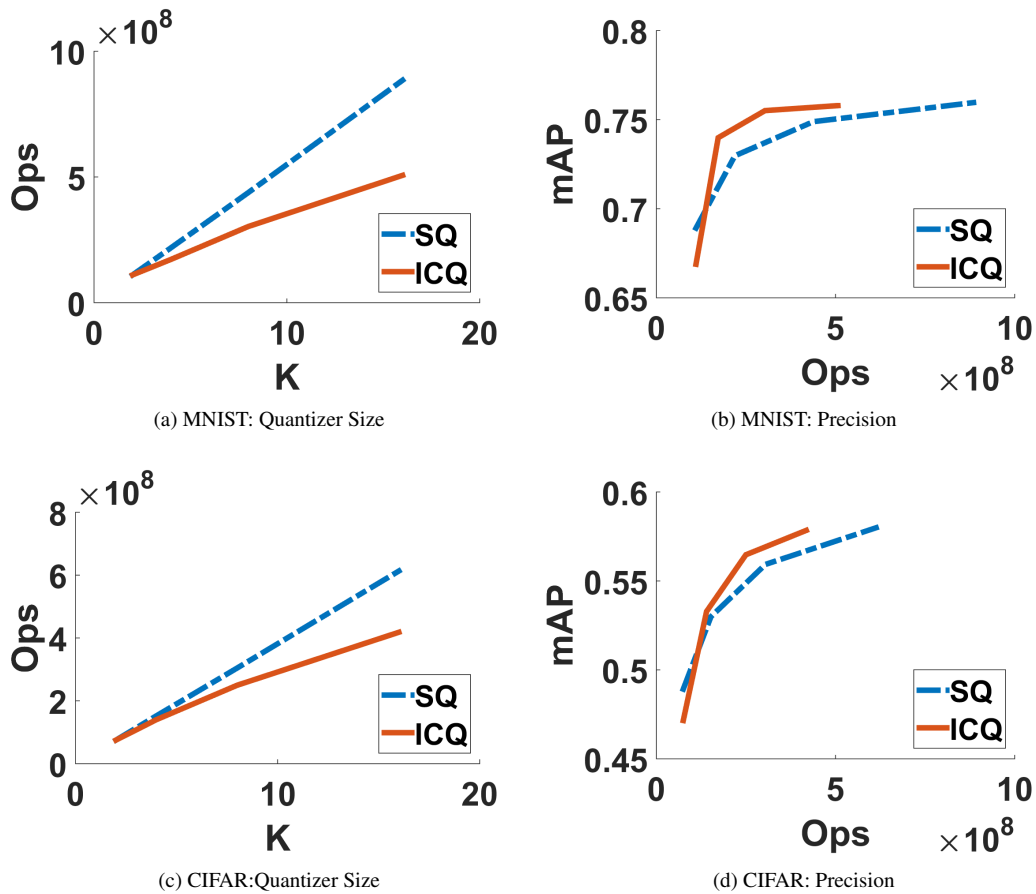 × 10^8
10
5
0
Ops
0 10 20
K
SQ
ICQ
(a) MNIST: Quantizer Size
0.8
0.75
0.7
0.65
mAP
0 5 10
Ops
× 10^8
SQ
ICQ
(b) MNIST: Precision
× 10^8
8
6
4
2
0
Ops
0 10 20
K
SQ
ICQ
(c) CIFAR:Quantizer Size
0.6
0.55
0.5
0.45
mAP
0 5 10
Ops
× 10^8
SQ
ICQ
(d) CIFAR: Precision